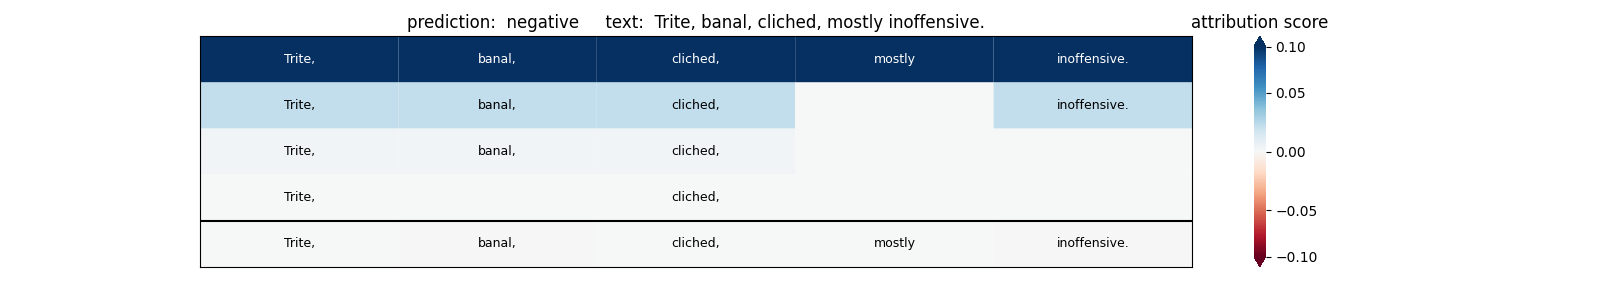 prediction:  negative     text:  Trite, banal, cliched, mostly inoffensive.
attribution score
Trite, banal, cliched, mostly inoffensive.
Trite, banal, cliched, inoffensive.
Trite, banal, cliched,
Trite, cliched,
Trite, banal, cliched, mostly inoffensive.
0.10
0.05
0.00
−0.05
−0.10